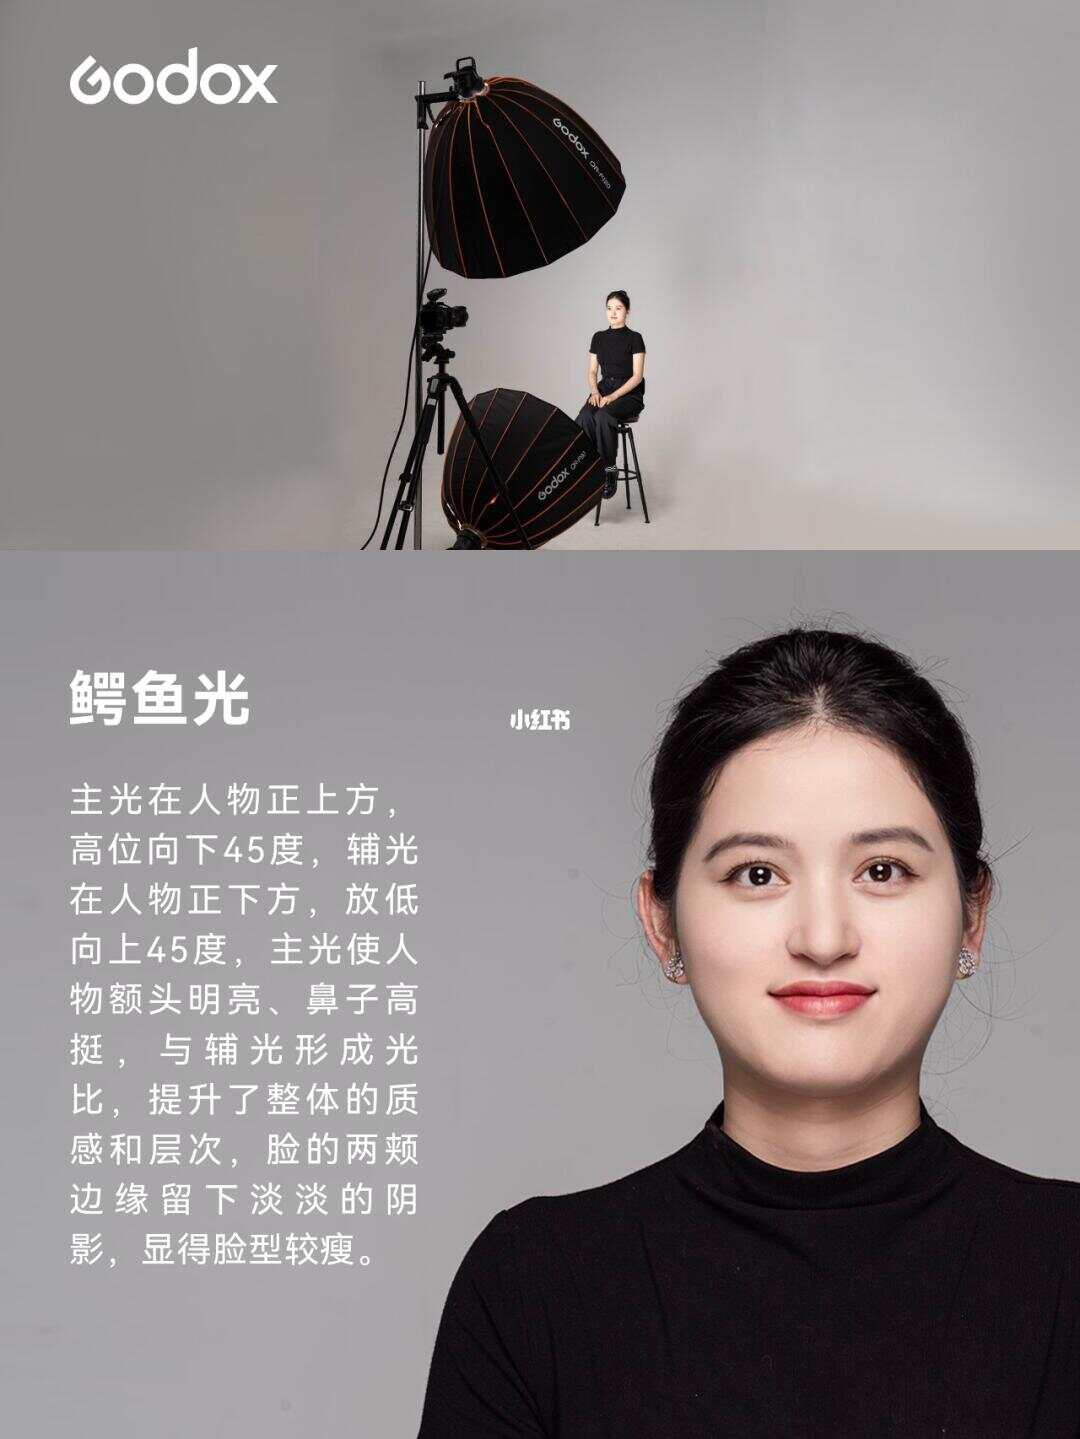 Godox
Godox QR-P120
Godox
鳄鱼光
小红书
主光在人物正上方，
高位向下45度，辅光
在人物正下方，放低
向上45度，主光使人
物额头明亮、鼻子高
挺，与辅光形成光
比，提升了整体的质
感和层次，脸的两颊
边缘留下淡淡的阴
影，显得脸型较瘦。